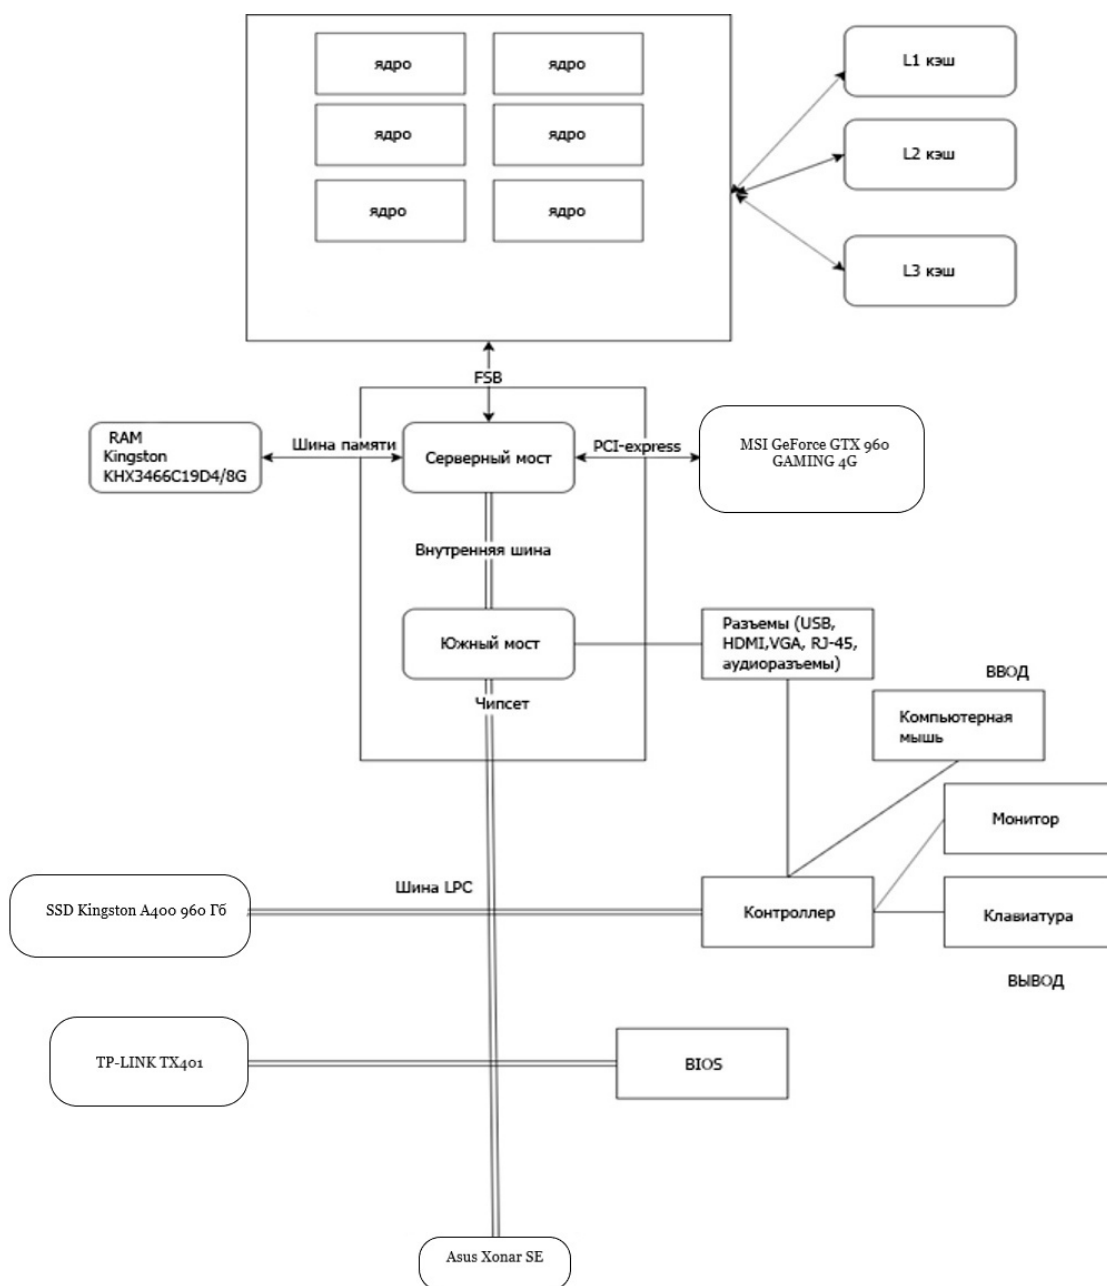 ядро
ядро
L1 кэш
ядро
ядро
L2 кэш
ядро
ядро
L3 кэш
FSB
RAM
Kingston
KHX3466C19D4/8G
Шина памяти
Серверный мост
PCI-express
MSI GeForce GTX 960
GAMING 4G
Внутренняя шина
Южный мост
Разъемы (USB,
HDMI,VGA, RJ-45,
аудиоразъемы)
Чипсет
ВВОД
Компьютерная
мышь
Монитор
Шина LPC
SSD Kingston A400 960 Гб
Контроллер
Клавиатура
ВЫВОД
TP-LINK TX401
BIOS
Asus Xonar SE